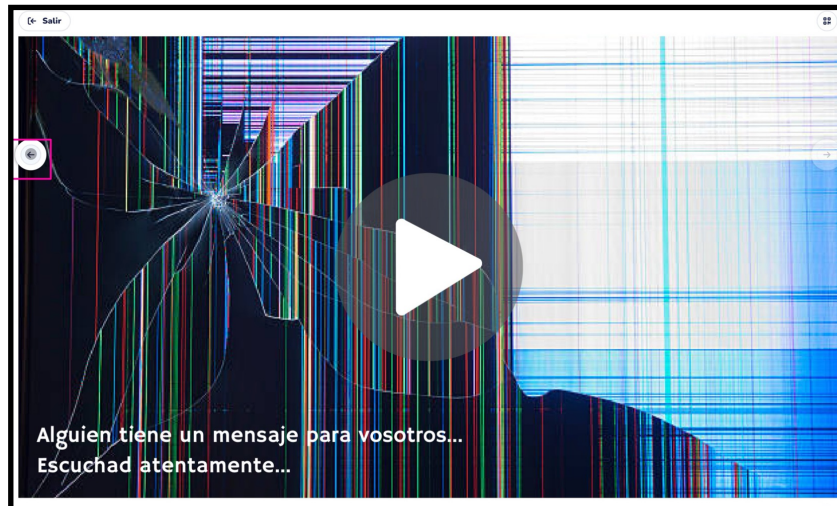 Salir
Alguien tiene un mensaje para vosotros...
Escuchad atentamente...